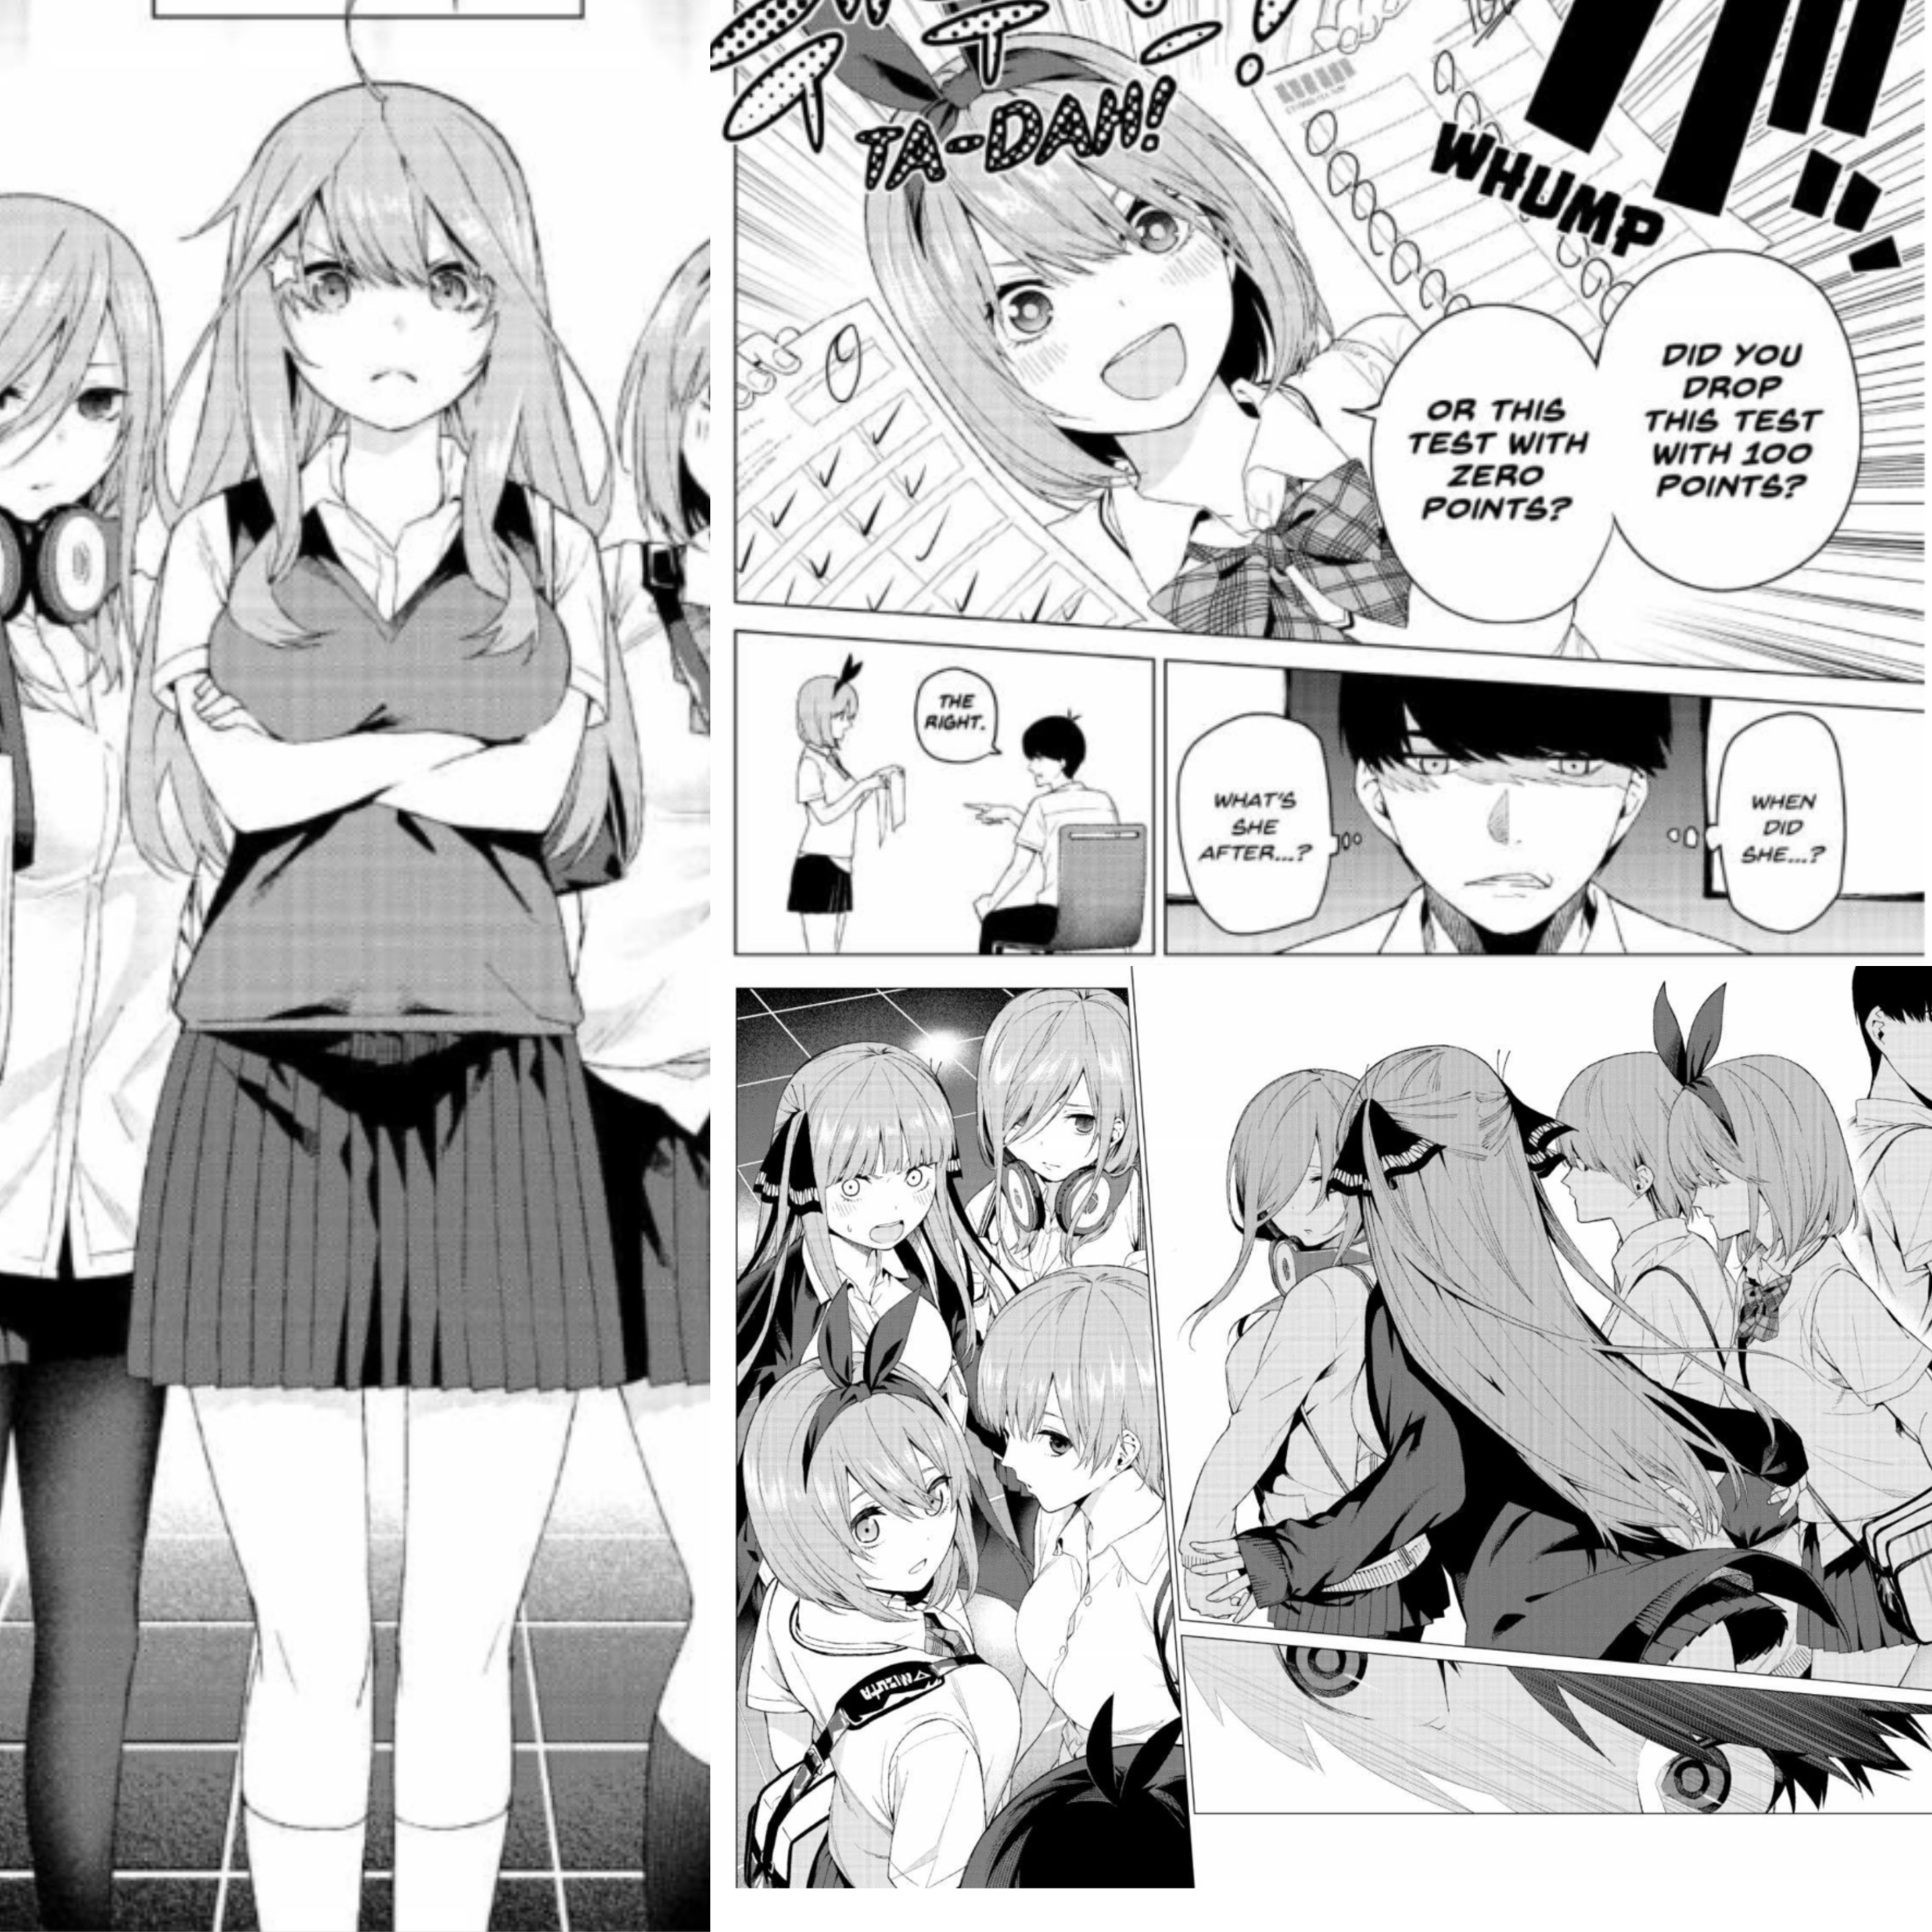 TA-DAH!
WHUMP
DID YOU
DROP
THIS TEST
WITH 100
POINTS?
OR THIS
TEST WITH
ZERO
POINTS?
WHEN
DID
SHE...?
WHAT'S
SHE
AFTER...?
THE
RIGHT.